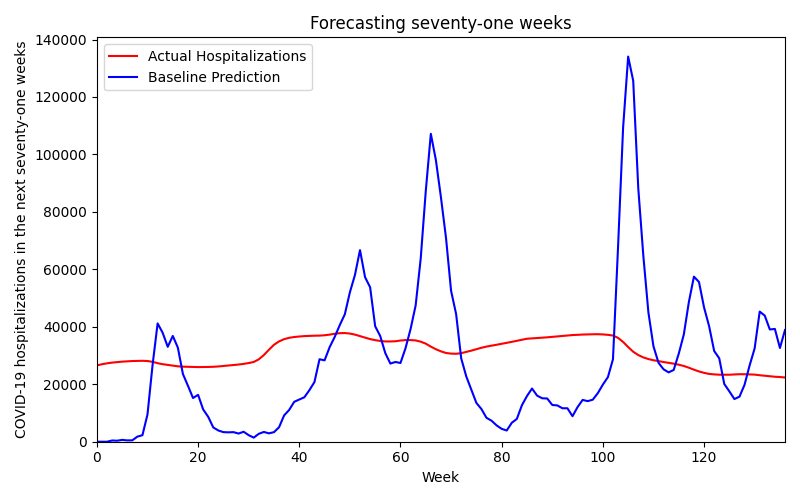 Forecasting seventy-one weeks
Actual Hospitalizations
Baseline Prediction
COVID-19 hospitalizations in the next seventy-one weeks
140000
120000
100000
80000
60000
40000
20000
0
0 20 40 60 80 100 120
Week